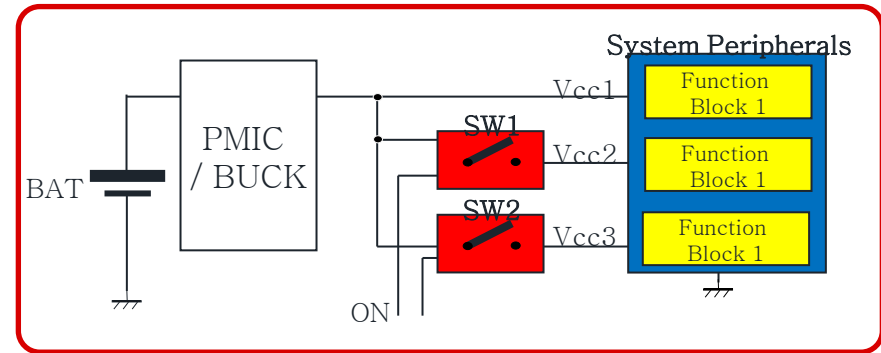 System Peripherals
PMIC
/ BUCK
BAT
Vcc1
Function
Block 1
SW1
Vcc2
Function
Block 1
SW2
Vcc3
Function
Block 1
ON